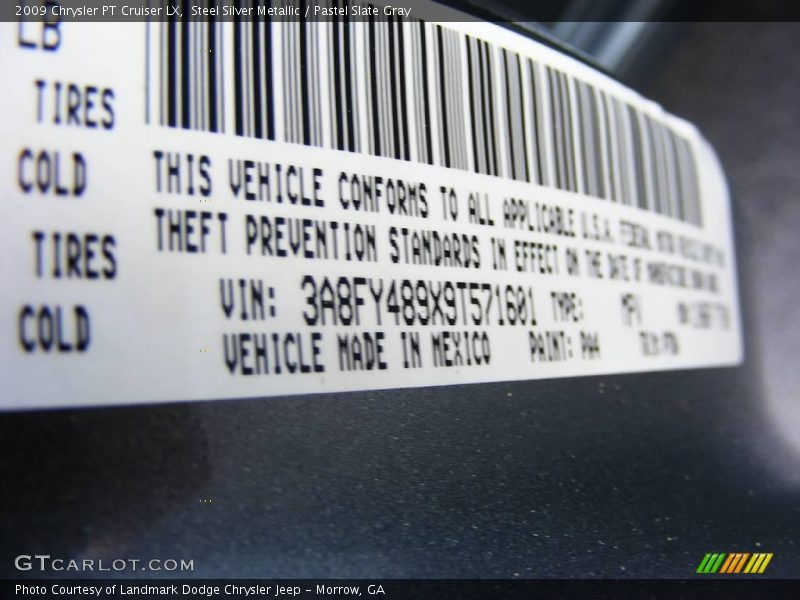 2009 Chrysler PT Cruiser LX, Steel Silver Metallic / Pastel Slate Gray
LB
TIRES
COLD
TIRES
COLD
THIS VEHICLE CONFORMS TO ALL APPLICABLE U.S.A. FEDERAL
THEFT PREVENTION STANDARDS IN EFFECT ON THE DATE OF
VIN: 3A8FY489X9T571601 TYPE: MPV
VEHICLE MADE IN MEXICO PAINT: PA4
GTCARLOT.COM
Photo Courtesy of Landmark Dodge Chrysler Jeep - Morrow, GA